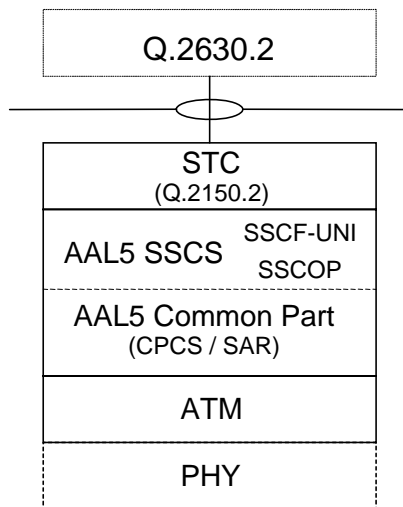 Q.2630.2
STC
(Q.2150.2)
AAL5 SSCS
SSCF-UNI
SSCOP
AAL5 Common Part
(CPCS / SAR)
ATM
PHY